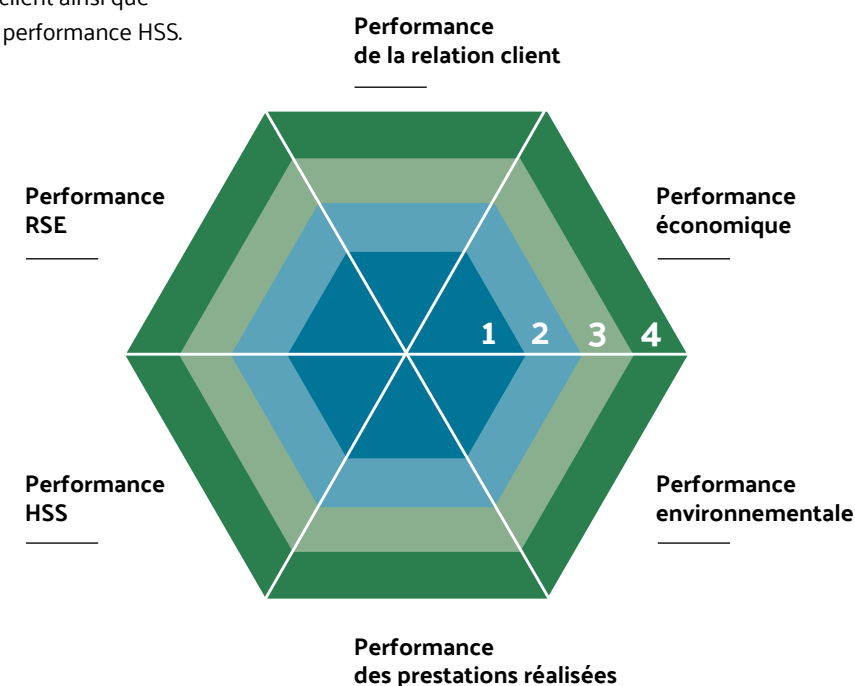 client ainsi que
performance HSS.
Performance
de la relation client
Performance
RSE
Performance
économique
1 2 3 4
Performance
HSS
Performance
environnementale
Performance
des prestations réalisées